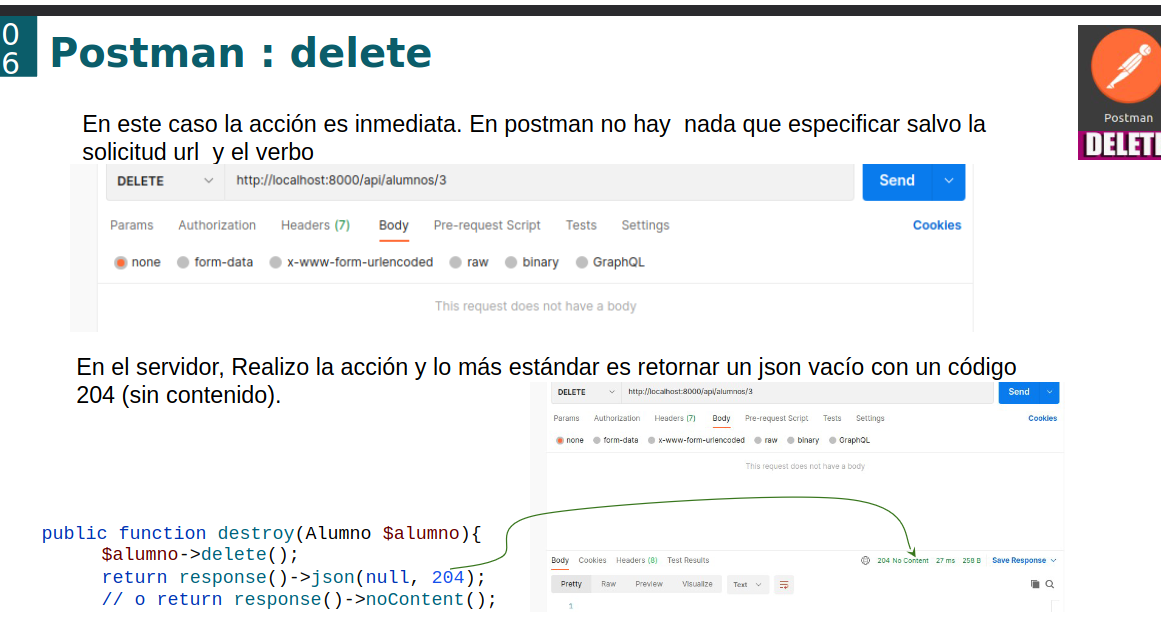 06
Postman : delete
Postman
DELETE
En este caso la acción es inmediata. En postman no hay nada que especificar salvo la
solicitud url y el verbo
DELETE http://localhost:8000/api/alumnos/3 Send
Params Authorization Headers (7) Body Pre-request Script Tests Settings Cookies
none form-data x-www-form-urlencoded raw binary GraphQL
This request does not have a body
En el servidor, Realizo la acción y lo más estándar es retornar un json vacío con un código
204 (sin contenido).
DELETE http://localhost:8000/api/alumnos/3 Send
Params Authorization Headers (7) Body Pre-request Script Tests Settings Cookies
none form-data x-www-form-urlencoded raw binary GraphQL
This request does not have a body
public function destroy(Alumno $alumno){
$alumno->delete();
return response()->json(null, 204);
// o return response()->noContent();
Body Cookies Headers (8) Test Results 204 No Content 27 ms 258 B Save Response
Pretty Raw Preview Visualize Text
1